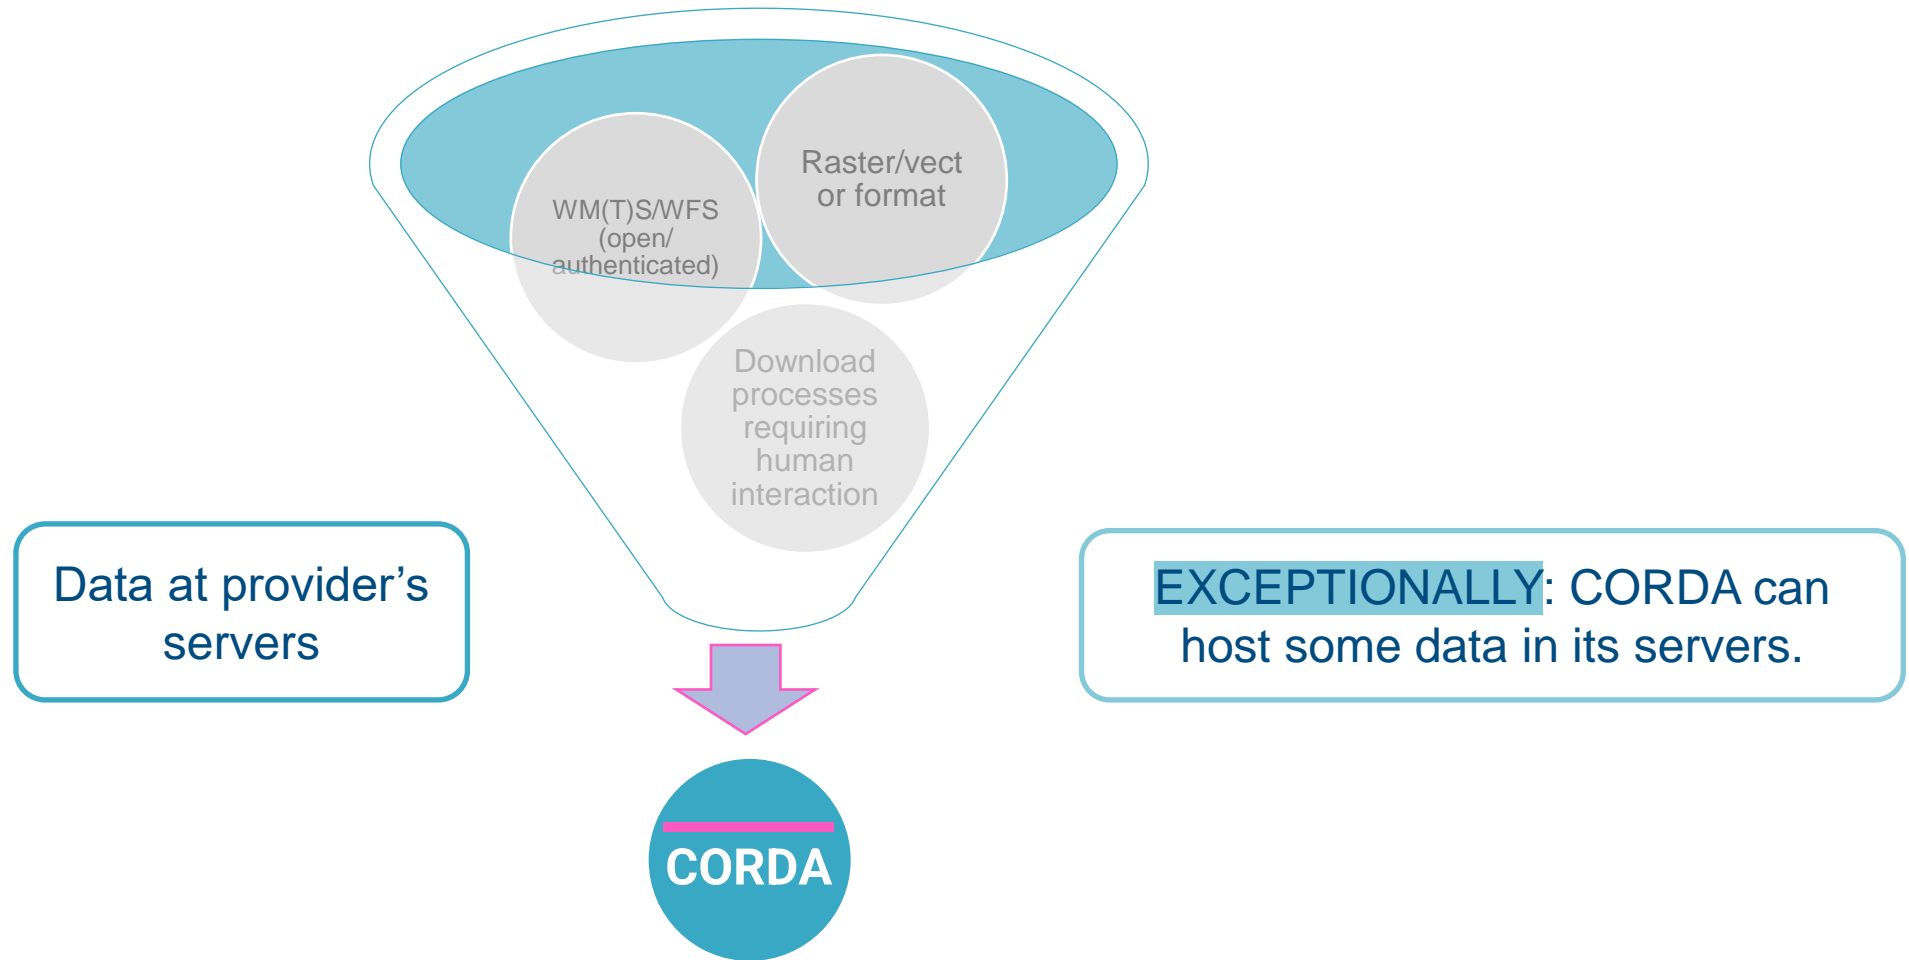 Raster/vect
or format
WM(T)S/WFS
(open/
authenticated)
Download
processes
requiring
human
interaction
Data at provider’s
servers
EXCEPTIONALLY: CORDA can
host some data in its servers.
CORDA